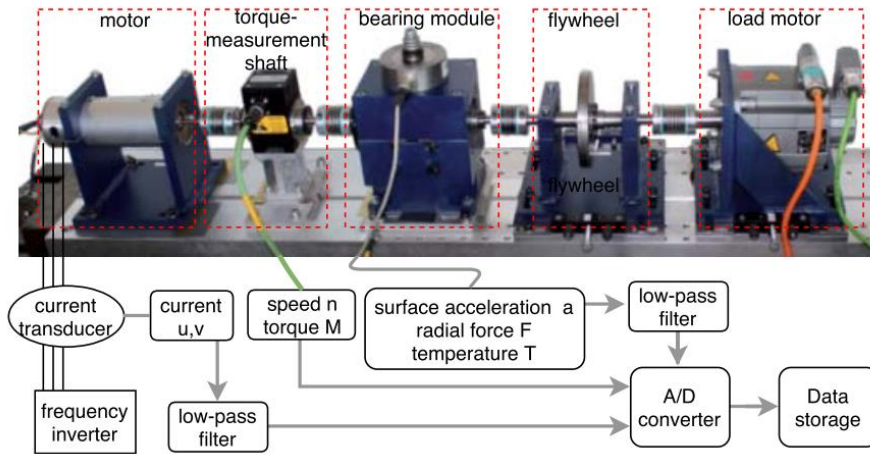 motor
torque-
measurement
shaft
bearing module
flywheel
load motor
flywheel
current
transducer
current
u,v
speed n
torque M
surface acceleration a
radial force F
temperature T
low-pass
filter
frequency
inverter
low-pass
filter
A/D
converter
Data
storage